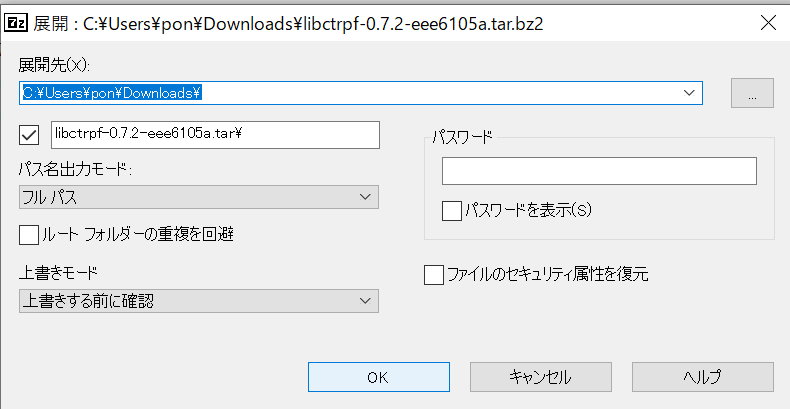 7z 展開 : C:¥Users¥pon¥Downloads¥libctrpf-0.7.2-eee6105a.tar.bz2
展開先(X):
C:¥Users¥pon¥Downloads¥
...
libctrpf-0.7.2-eee6105a.tar¥
パス名出力モード:
フル パス
ルート フォルダーの重複を回避
上書きモード
上書きする前に確認
パスワード
パスワードを表示(S)
ファイルのセキュリティ属性を復元
OK
キャンセル
ヘルプ